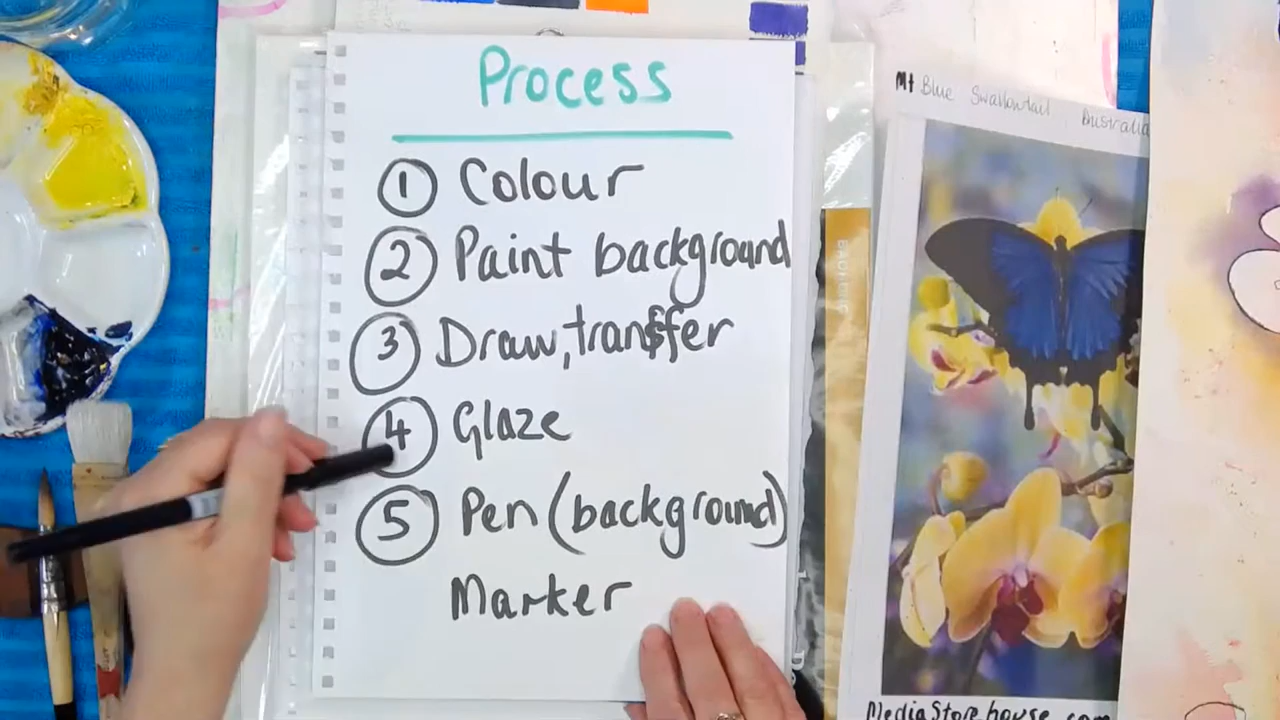 Process
1 Colour
2 Paint background
3 Draw, transfer
4 Glaze
5 Pen (background)
Marker
Mt Blue Swallowtail Australia
MediaStorehouse.com